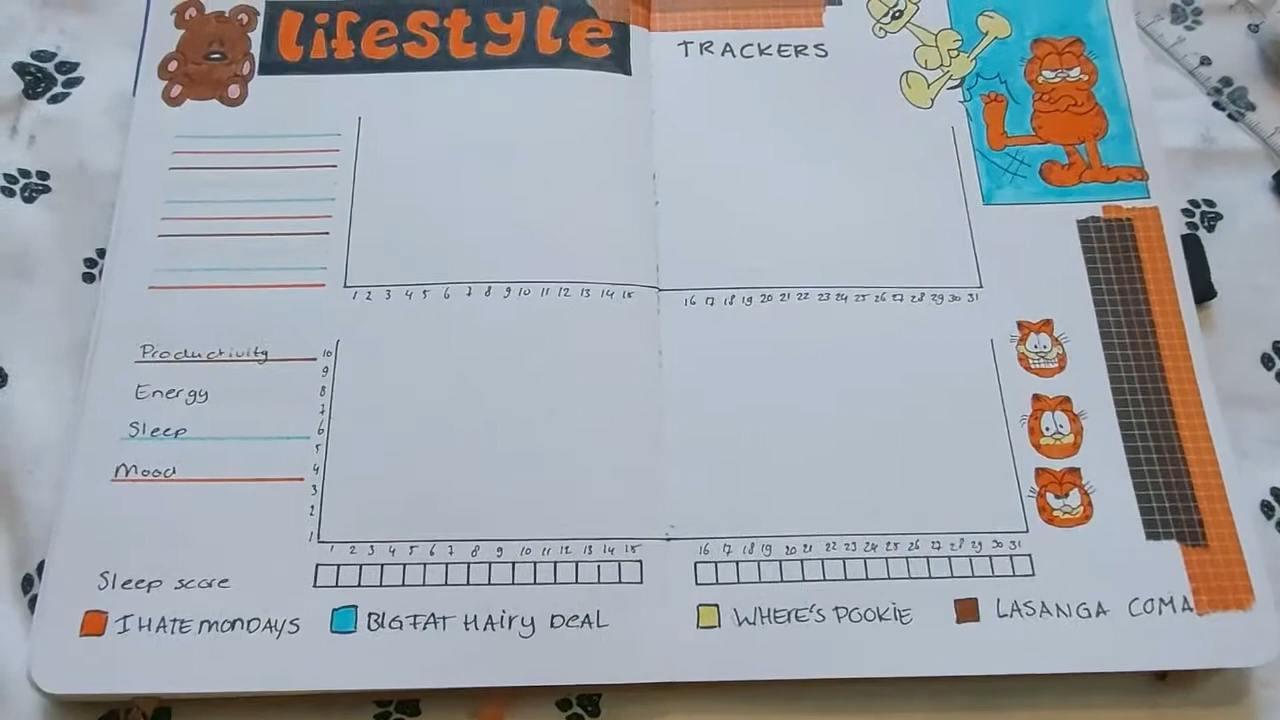 lifestyle
TRACKERS
1 2 3 4 5 6 7 8 9 10 11 12 13 14 15
16 17 18 19 20 21 22 23 24 25 26 27 28 29 30 31
Productivity
Energy
Sleep
Mood
10
9
8
7
6
5
4
3
2
1
1 2 3 4 5 6 7 8 9 10 11 12 13 14 15
16 17 18 19 20 21 22 23 24 25 26 27 28 29 30 31
Sleep score
I HATE MONDAYS
BIG FAT HAiry DEAL
WHERE'S POOKIE
LASANGA COMA